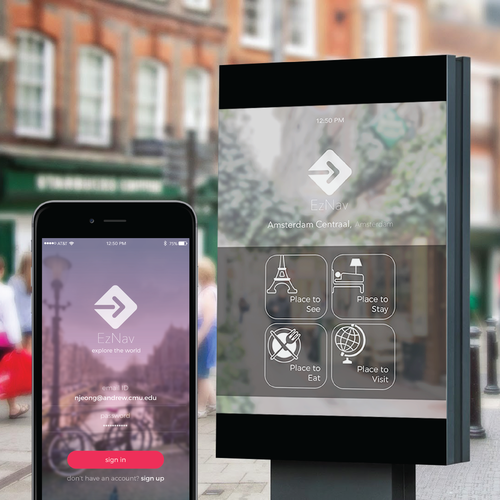 STARBUCKS COFFEE
12:50 PM
EzNav
Amsterdam Centraal, Amsterdam
Place to
See
Place to
Stay
Place to
Eat
Place to
Visit
AT&T 12:50 PM 71%
EzNav
explore the world
email ID
njeong@andrew.cmu.edu
password
sign in
don't have an account? sign up